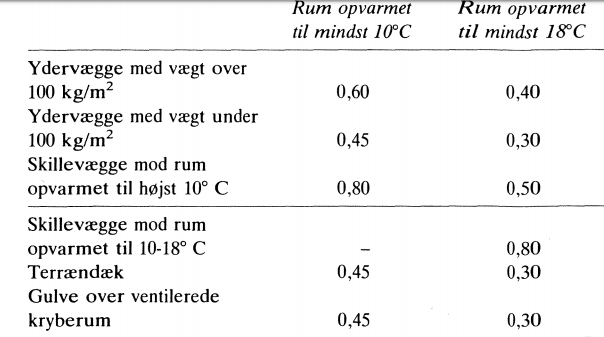 Rum opvarmet Rum opvarmet
til mindst 10°C til mindst 18°C
Ydervægge med vægt over
100 kg/m² 0,60 0,40
Ydervægge med vægt under
100 kg/m² 0,45 0,30
Skillevægge mod rum
opvarmet til højst 10° C 0,80 0,50
Skillevægge mod rum
opvarmet til 10-18° C – 0,80
Terrændæk 0,45 0,30
Gulve over ventilerede
kryberum 0,45 0,30